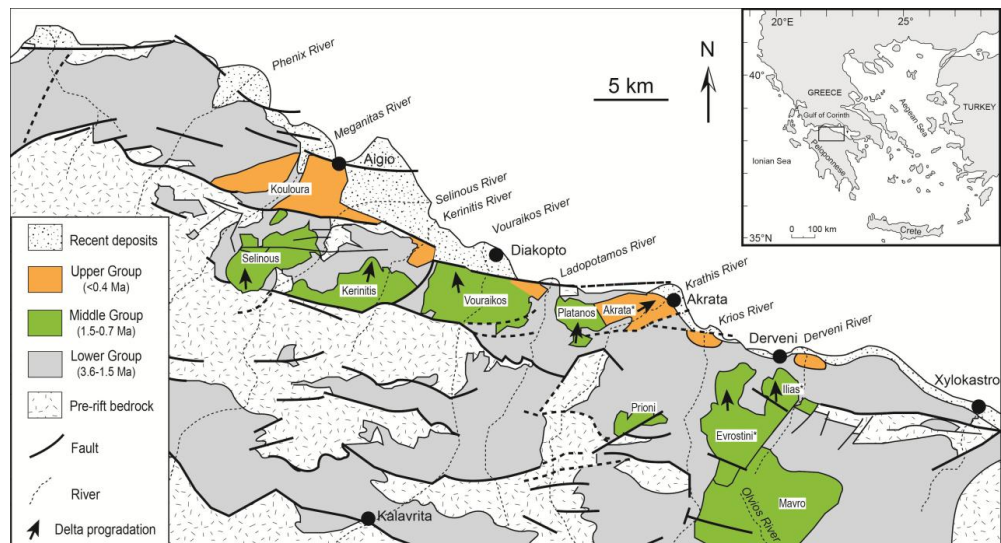 Phenix River
Meganitas River
Aigio
Kouloura
Selinous River
Kerinitis River
Vouraikos River
Diakopto
Ladopotamos River
Krathis River
Akrata
Krios River
Derveni
Derveni River
Xylokastro
Selinous
Kerinitis
Vouraikos
Platanos
Akrata*
Prioni
Ilias*
Evrostini*
Mavro
Olvios River
Kalavrita
5 km
N
20°E
25°
40°
35°N
GREECE
TURKEY
Gulf of Corinth
Aegean Sea
Ionian Sea
Peloponnese
Crete
0 100 km
Recent deposits
Upper Group
(<0.4 Ma)
Middle Group
(1.5-0.7 Ma)
Lower Group
(3.6-1.5 Ma)
Pre-rift bedrock
Fault
River
Delta progradation